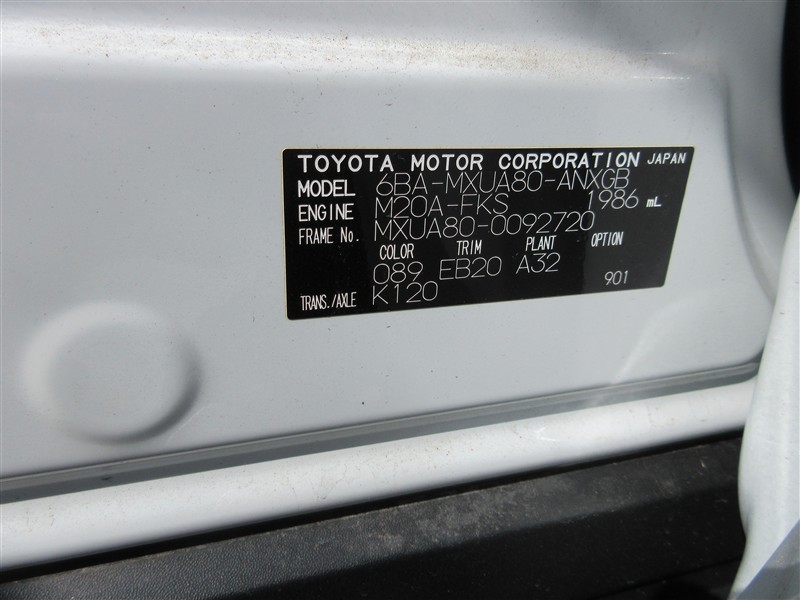 TOYOTA MOTOR CORPORATION JAPAN
MODEL 6BA-MXUA80-ANXGB
ENGINE M20A-FKS 1986 mL
FRAME No. MXUA80-0092720
COLOR TRIM PLANT OPTION
089 EB20 A32
TRANS./AXLE K120 901